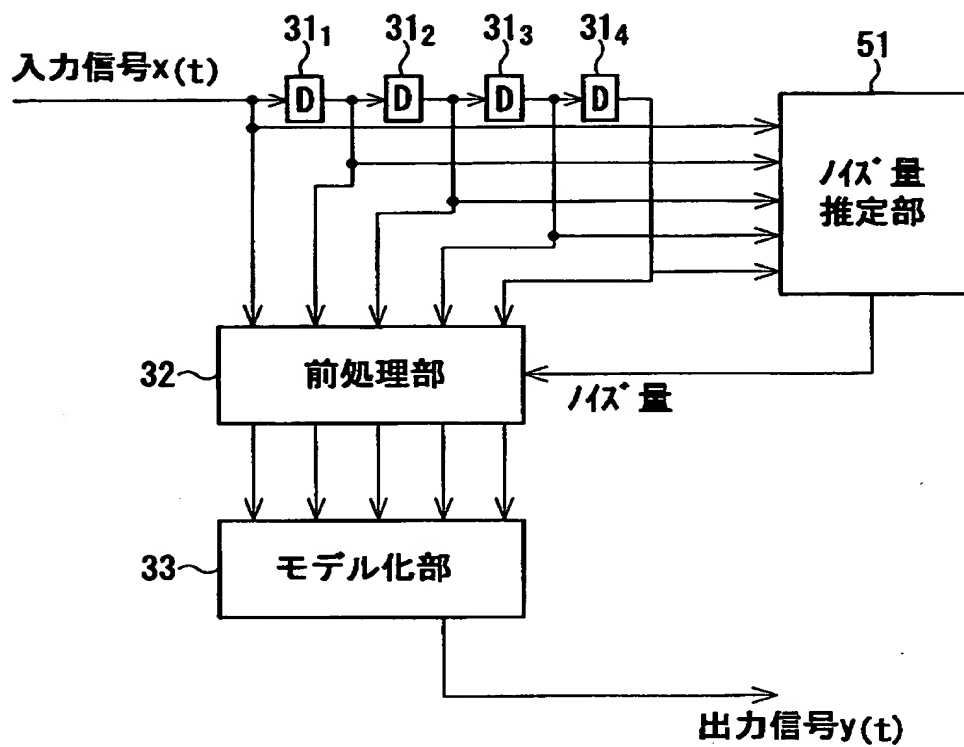 31₁ 31₂ 31₃ 31₄ 51
入力信号x(t)
D D D D
ノイズ量
推定部
32 前処理部
ノイズ量
33 モデル化部
出力信号y(t)